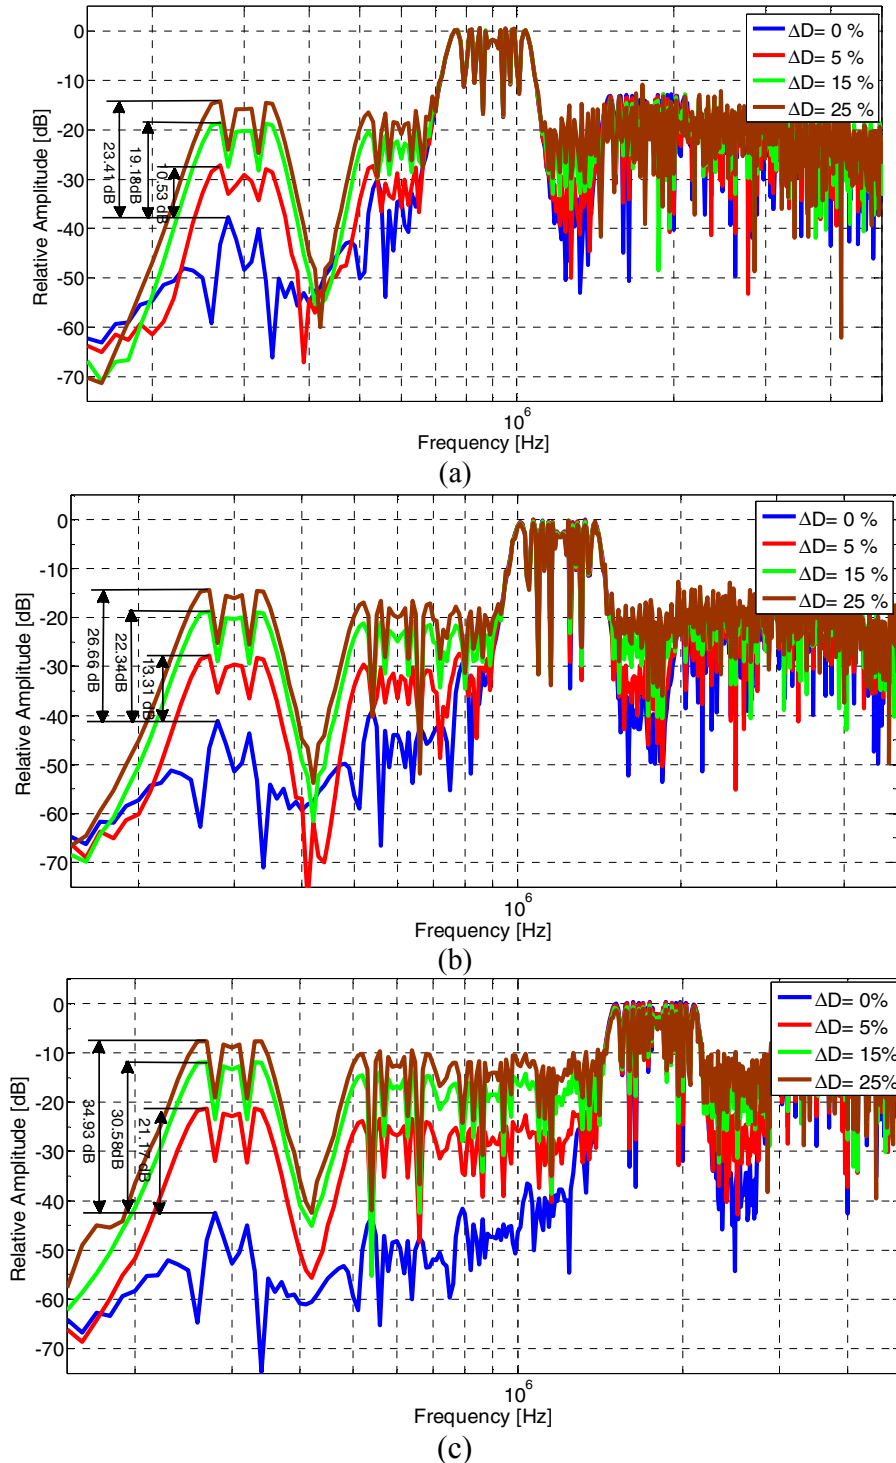 0
-10
-20
-30
-40
-50
-60
-70
Relative Amplitude [dB]
23.41 dB
19.18dB
10.53 dB
ΔD= 0 %
ΔD= 5 %
ΔD= 15 %
ΔD= 25 %
10^6
Frequency [Hz]
(a)
0
-10
-20
-30
-40
-50
-60
-70
Relative Amplitude [dB]
26.66 dB
22.34dB
13.31 dB
ΔD= 0 %
ΔD= 5 %
ΔD= 15 %
ΔD= 25 %
10^6
Frequency [Hz]
(b)
0
-10
-20
-30
-40
-50
-60
-70
Relative Amplitude [dB]
34.93 dB
30.58dB
21.17 dB
ΔD= 0%
ΔD= 5%
ΔD= 15%
ΔD= 25%
10^6
Frequency [Hz]
(c)